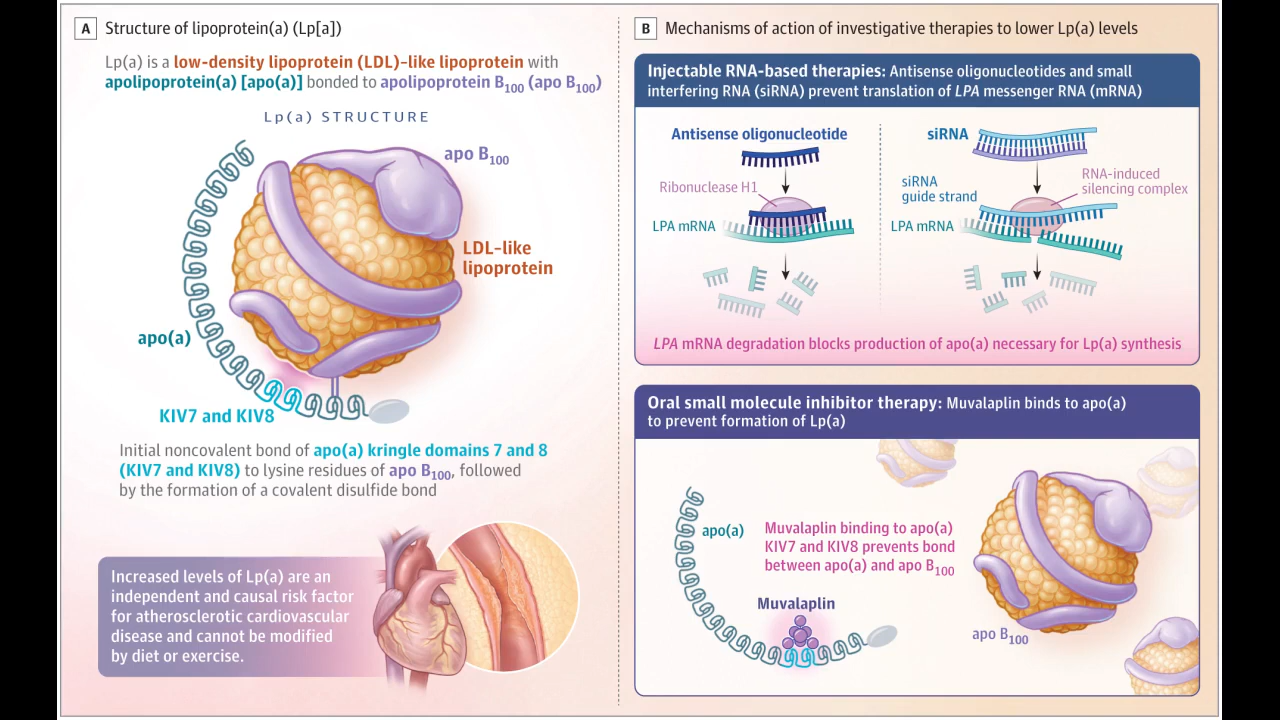 A Structure of lipoprotein(a) (Lp[a])
Lp(a) is a low-density lipoprotein (LDL)–like lipoprotein with
apolipoprotein(a) [apo(a)] bonded to apolipoprotein B100 (apo B100)
Lp(a) STRUCTURE
apo B100
LDL–like
lipoprotein
apo(a)
KIV7 and KIV8
Initial noncovalent bond of apo(a) kringle domains 7 and 8
(KIV7 and KIV8) to lysine residues of apo B100, followed
by the formation of a covalent disulfide bond
Increased levels of Lp(a) are an
independent and causal risk factor
for atherosclerotic cardiovascular
disease and cannot be modified
by diet or exercise.
B Mechanisms of action of investigative therapies to lower Lp(a) levels
Injectable RNA-based therapies: Antisense oligonucleotides and small
interfering RNA (siRNA) prevent translation of LPA messenger RNA (mRNA)
Antisense oligonucleotide
Ribonuclease H1
LPA mRNA
siRNA
siRNA
guide strand
RNA-induced
silencing complex
LPA mRNA
LPA mRNA degradation blocks production of apo(a) necessary for Lp(a) synthesis
Oral small molecule inhibitor therapy: Muvalaplin binds to apo(a)
to prevent formation of Lp(a)
apo(a)
Muvalaplin binding to apo(a)
KIV7 and KIV8 prevents bond
between apo(a) and apo B100
Muvalaplin
apo B100